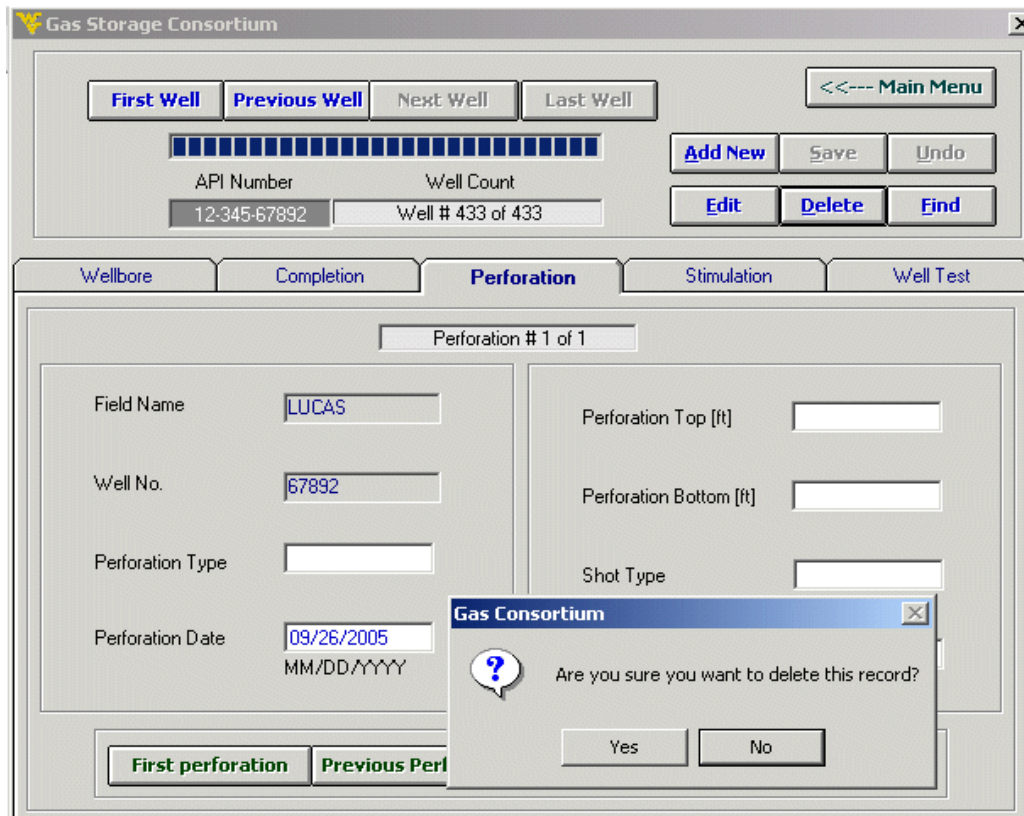 Gas Storage Consortium
First Well Previous Well Next Well Last Well <<--- Main Menu
Add New Save Undo
API Number Well Count
12-345-67892 Well # 433 of 433
Edit Delete Find
Wellbore Completion Perforation Stimulation Well Test
Perforation # 1 of 1
Field Name LUCAS
Perforation Top [ft]
Well No. 67892
Perforation Bottom [ft]
Perforation Type
Shot Type
Perforation Date 09/26/2005
MM/DD/YYYY
Gas Consortium
Are you sure you want to delete this record?
Yes No
First perforation Previous